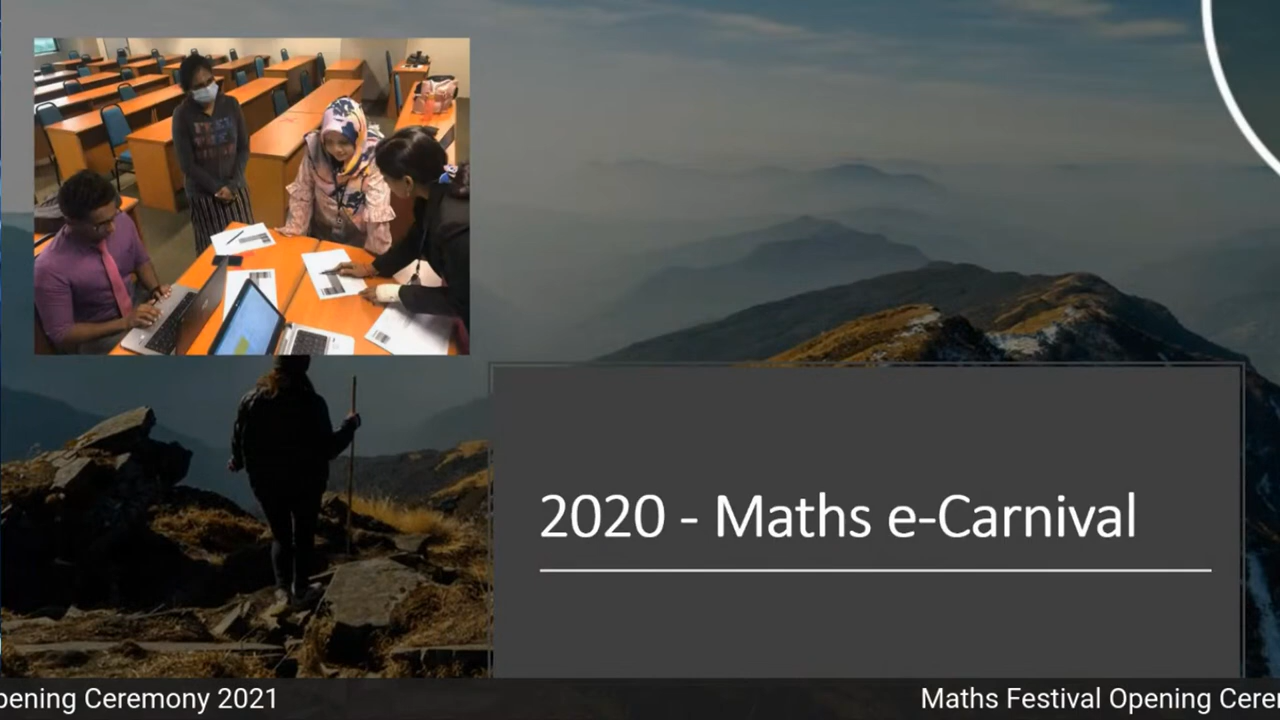 2020 - Maths e-Carnival
pening Ceremony 2021
Maths Festival Opening Cere